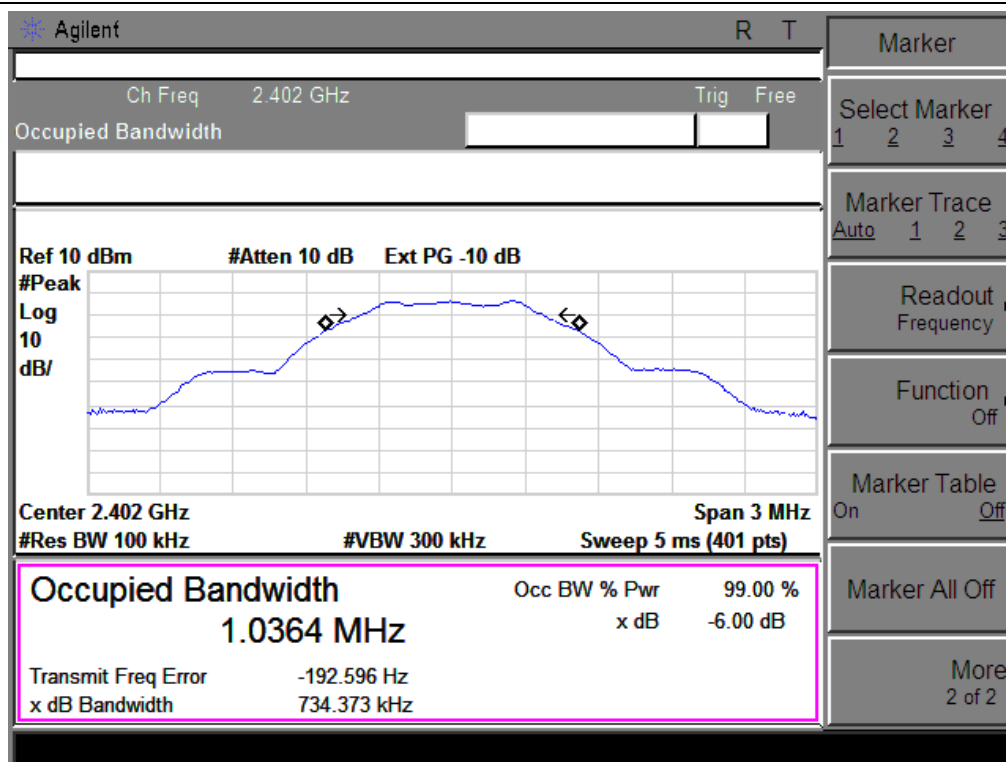 Agilent R T
Ch Freq 2.402 GHz Trig Free
Occupied Bandwidth
Ref 10 dBm #Atten 10 dB Ext PG -10 dB
#Peak
Log
10
dB/
Center 2.402 GHz Span 3 MHz
#Res BW 100 kHz #VBW 300 kHz Sweep 5 ms (401 pts)
Occupied Bandwidth
1.0364 MHz
Occ BW % Pwr 99.00 %
x dB -6.00 dB
Transmit Freq Error -192.596 Hz
x dB Bandwidth 734.373 kHz
Marker
Select Marker
1 2 3 4
Marker Trace
Auto 1 2 3
Readout
Frequency
Function
Off
Marker Table
On Off
Marker All Off
More
2 of 2